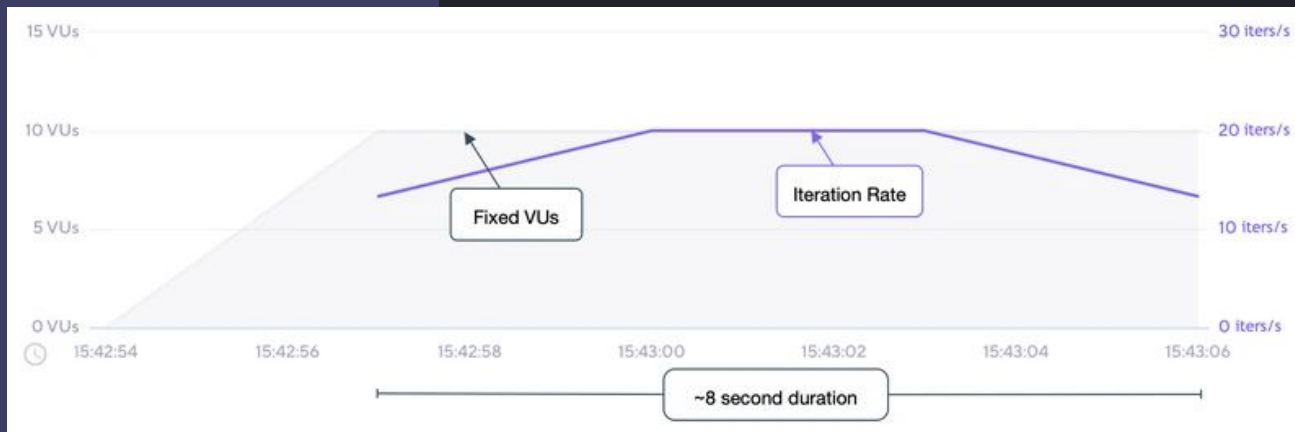 15 VUs
30 iters/s
10 VUs
20 iters/s
Fixed VUs
Iteration Rate
5 VUs
10 iters/s
0 VUs
0 iters/s
15:42:54 15:42:56 15:42:58 15:43:00 15:43:02 15:43:04 15:43:06
~8 second duration